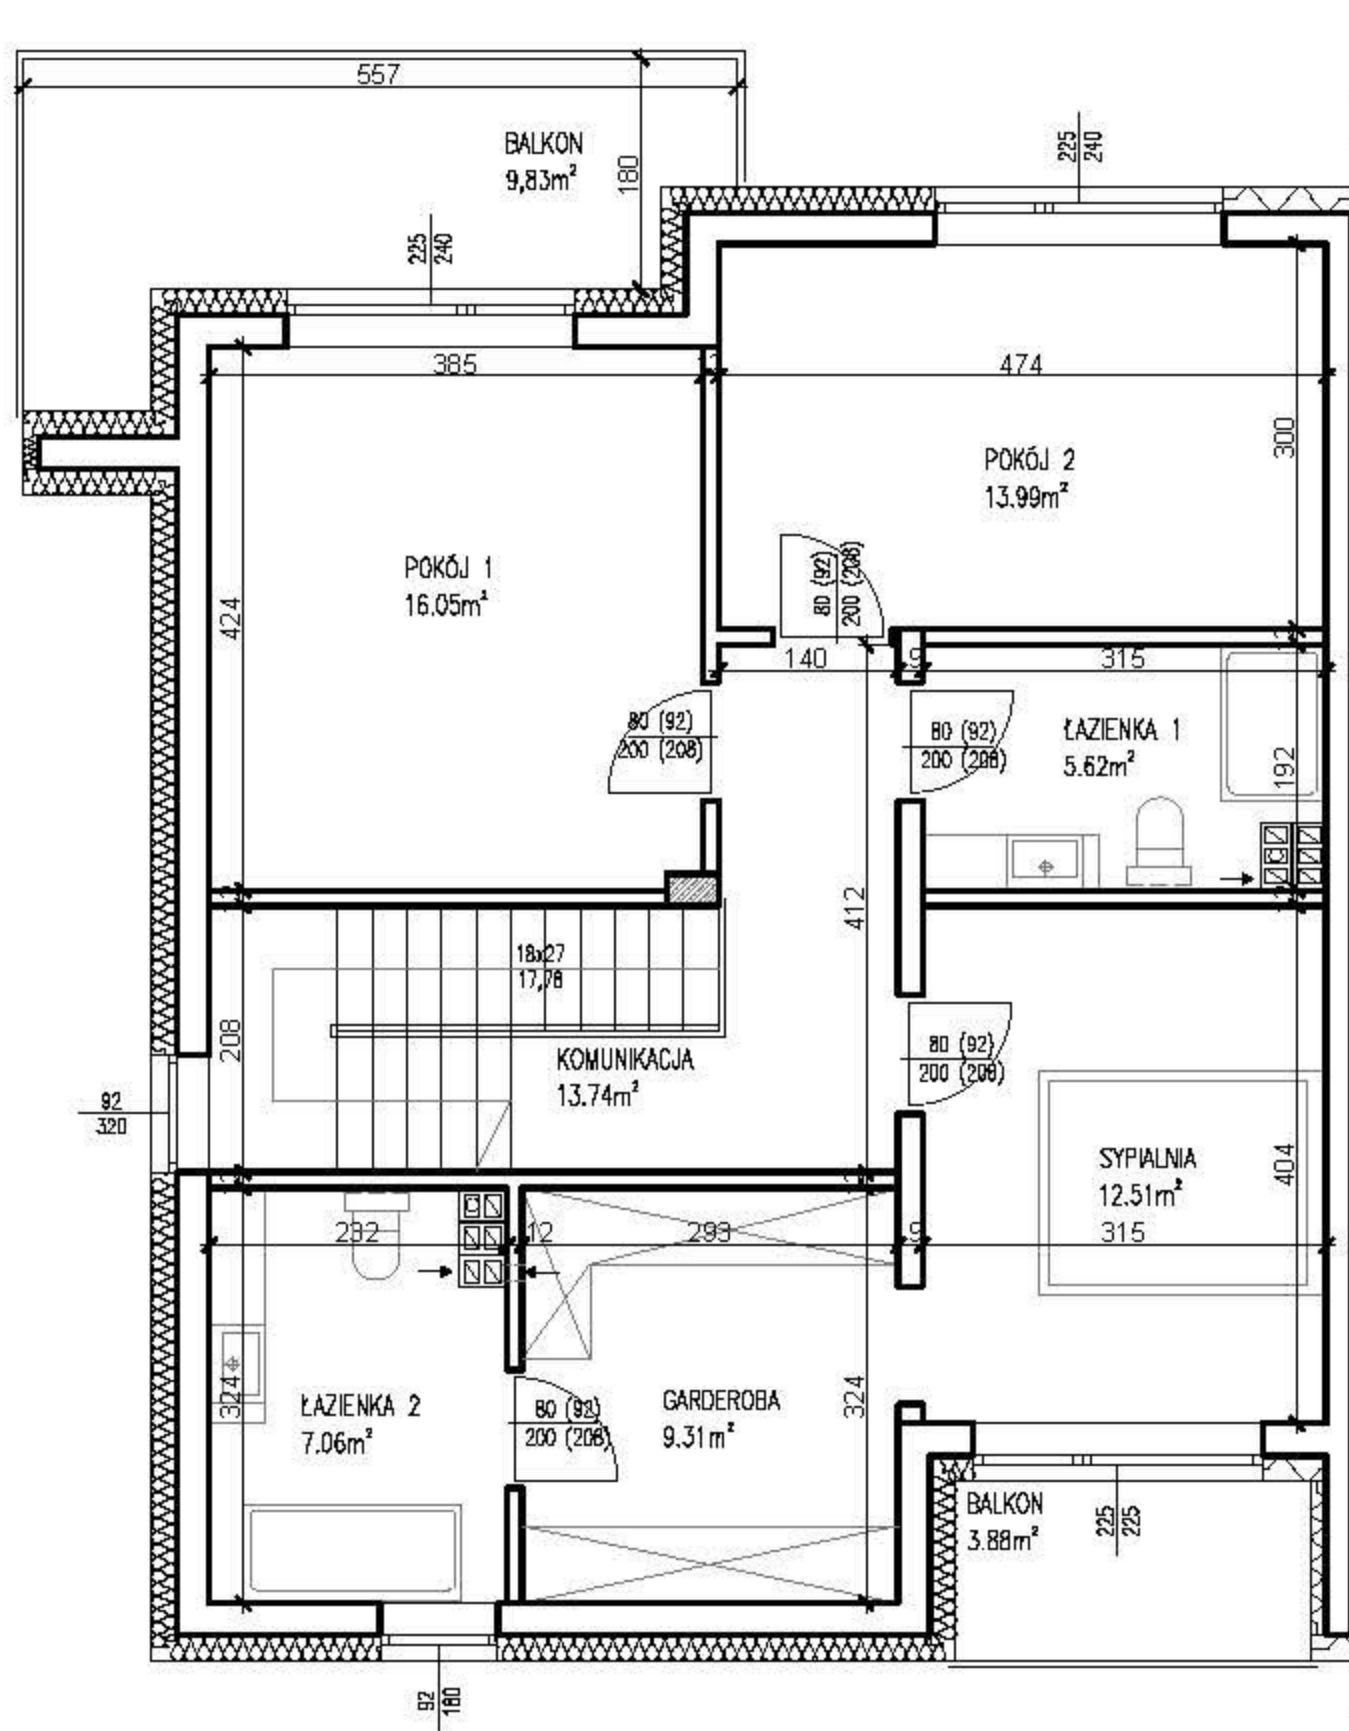 557
BALKON
9,83m²
180
225
240
225
240
385
474
300
POKÓJ 2
13.99m²
POKÓJ 1
16.05m²
424
80 (92)
200 (208)
140
9
315
80 (92)
200 (208)
80 (92)
200 (208)
ŁAZIENKA 1
5.62m²
192
412
18x27
17,78
208
KOMUNIKACJA
13.74m²
80 (92)
200 (208)
92
320
SYPIALNIA
12.51m²
404
232
12
293
9
315
324
ŁAZIENKA 2
7.06m²
80 (92)
200 (208)
GARDEROBA
9.31m²
324
BALKON
3.88m²
225
225
92
180